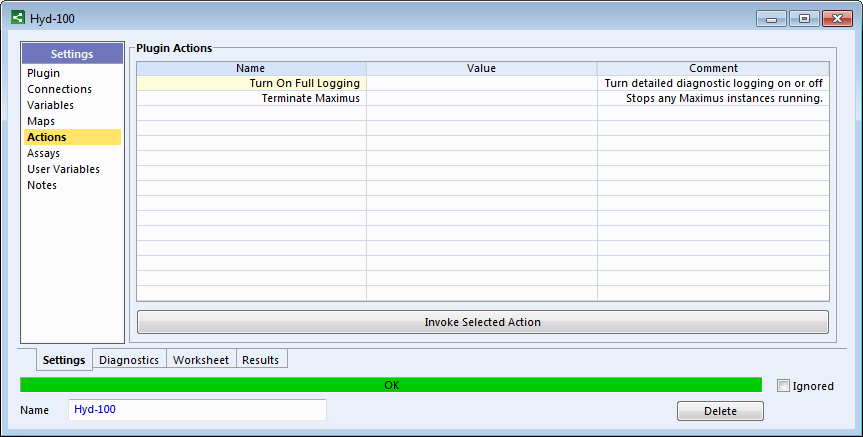 Hyd-100
Settings
Plugin
Connections
Variables
Maps
Actions
Assays
User Variables
Notes
Plugin Actions
Name Value Comment
Turn On Full Logging Turn detailed diagnostic logging on or off
Terminate Maximus Stops any Maximus instances running.
Invoke Selected Action
Settings Diagnostics Worksheet Results
OK
Ignored
Name Hyd-100
Delete